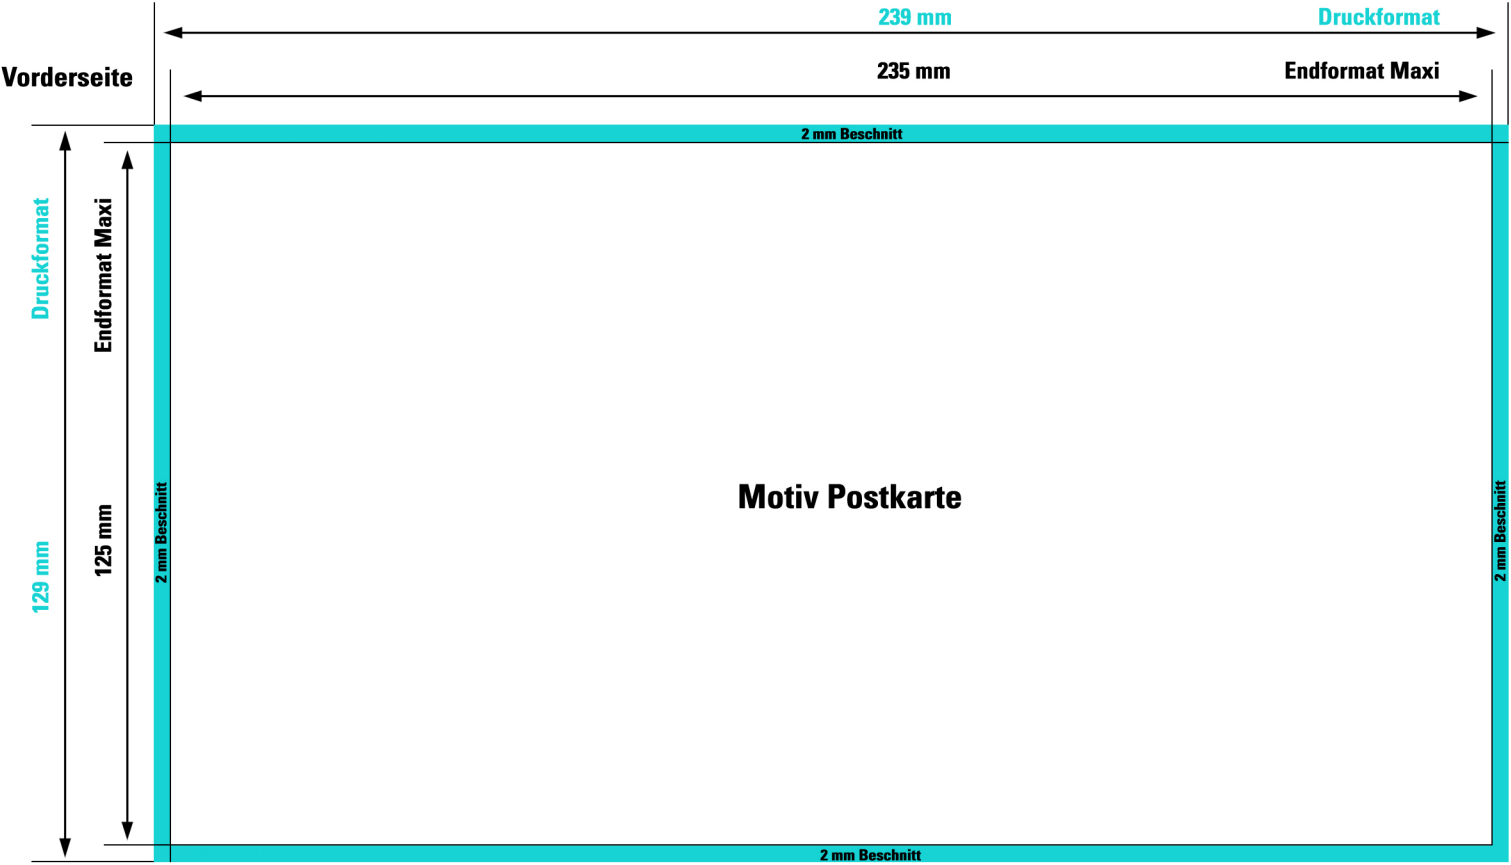 239 mm Druckformat
235 mm Endformat Maxi
Vorderseite
2 mm Beschnitt
Druckformat
Endformat Maxi
Motiv Postkarte
2 mm Beschnitt
2 mm Beschnitt
125 mm
129 mm
2 mm Beschnitt